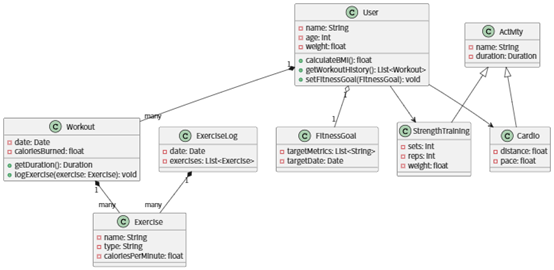 C User
name: String
age: Int
weight: float
calculateBMI(): float
getWorkoutHistory(): List<Workout>
setFitnessGoal(FitnessGoal): void
C Activity
name: String
duration: Duration
1
1
many
C Workout
date: Date
caloriesBurned: float
getDuration(): Duration
logExercise(exercise: Exercise): void
C ExerciseLog
date: Date
exercises: List<Exercise>
C FitnessGoal
targetMetrics: List<String>
targetDate: Date
C StrengthTraining
sets: Int
reps: Int
weight: float
C Cardio
distance: float
pace: float
1
1
1
many
many
C Exercise
name: String
type: String
caloriesPerMinute: float